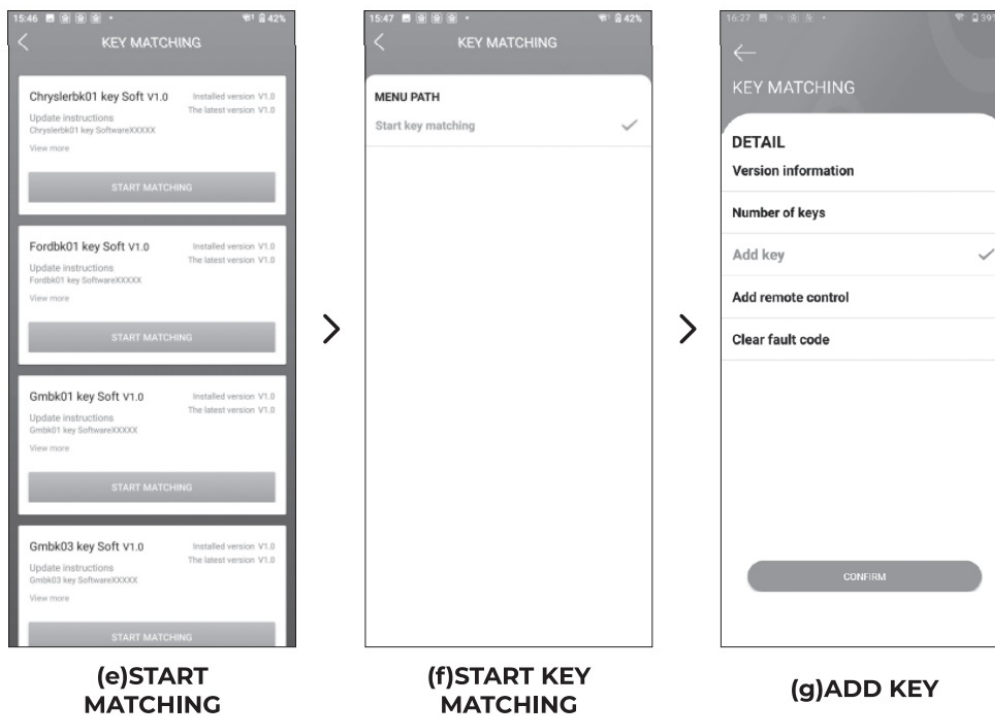 15:46
42%
KEY MATCHING
Chryslerbk01 key Soft V1.0
Installed version V1.0
The latest version V1.0
Update instructions
Chryslerbk01 key SoftwareXXXXX
View more
START MATCHING
Fordbk01 key Soft V1.0
Installed version V1.0
The latest version V1.0
Update instructions
Fordbk01 key SoftwareXXXXX
View more
START MATCHING
Gmbk01 key Soft V1.0
Installed version V1.0
The latest version V1.0
Update instructions
Gmbk01 key SoftwareXXXXX
View more
START MATCHING
Gmbk03 key Soft V1.0
Installed version V1.0
The latest version V1.0
Update instructions
Gmbk03 key SoftwareXXXXX
View more
START MATCHING
(e)START
MATCHING
15:47
42%
KEY MATCHING
MENU PATH
Start key matching
(f)START KEY
MATCHING
16:27
39%
KEY MATCHING
DETAIL
Version information
Number of keys
Add key
Add remote control
Clear fault code
CONFIRM
(g)ADD KEY